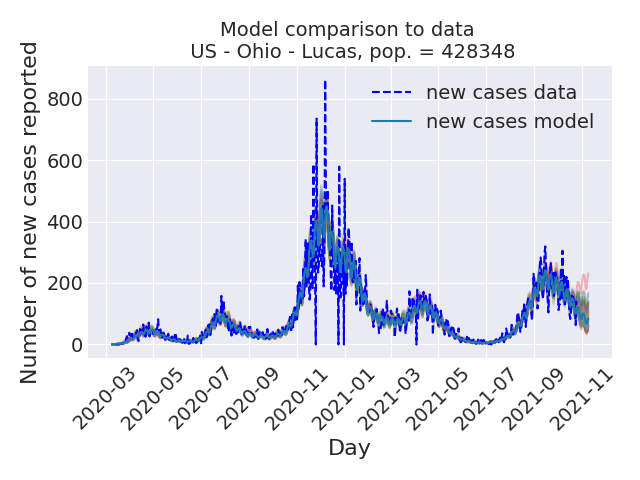 Model comparison to data
US - Ohio - Lucas, pop. = 428348
Number of new cases reported
800
600
400
200
0
new cases data
new cases model
2020-03
2020-05
2020-07
2020-09
2020-11
2021-01
2021-03
2021-05
2021-07
2021-09
2021-11
Day